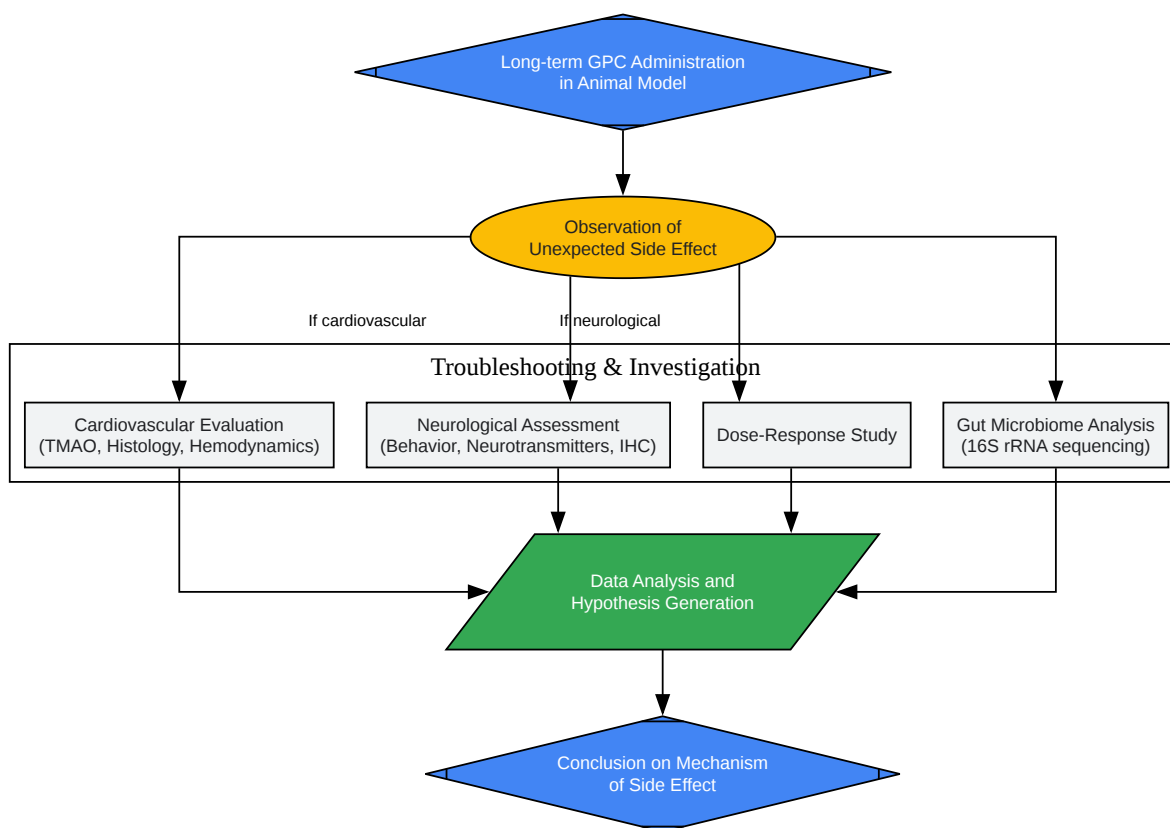 Long-term GPC Administration
in Animal Model
Observation of
Unexpected Side Effect
If cardiovascular
If neurological
Troubleshooting & Investigation
Cardiovascular Evaluation
(TMAO, Histology, Hemodynamics)
Neurological Assessment
(Behavior, Neurotransmitters, IHC)
Dose-Response Study
Gut Microbiome Analysis
(16S rRNA sequencing)
Data Analysis and
Hypothesis Generation
Conclusion on Mechanism
of Side Effect